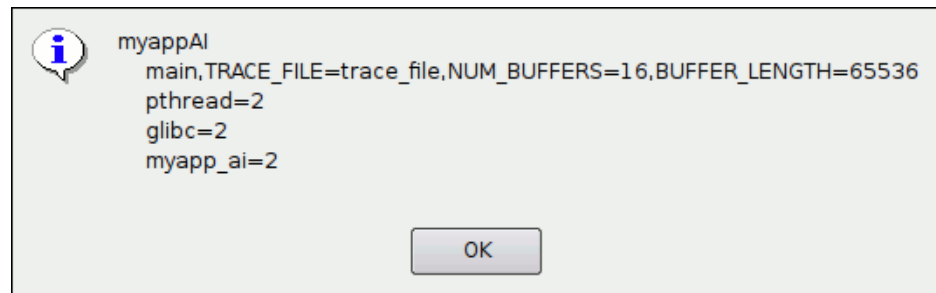 myappAI
main,TRACE_FILE=trace_file,NUM_BUFFERS=16,BUFFER_LENGTH=65536
pthread=2
glibc=2
myapp_ai=2
OK